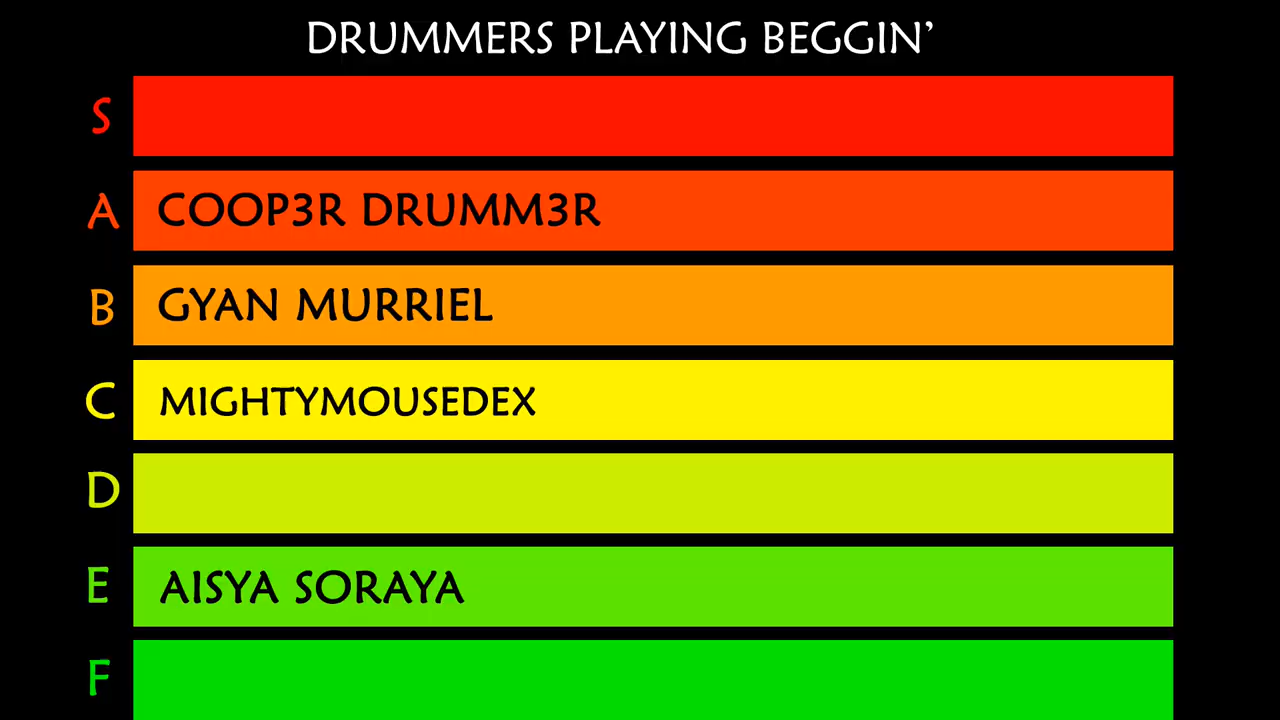 DRUMMERS PLAYING BEGGIN’
S
A COOP3R DRUMM3R
B GYAN MURRIEL
C MIGHTYMOUSEDEX
D
E AISYA SORAYA
F